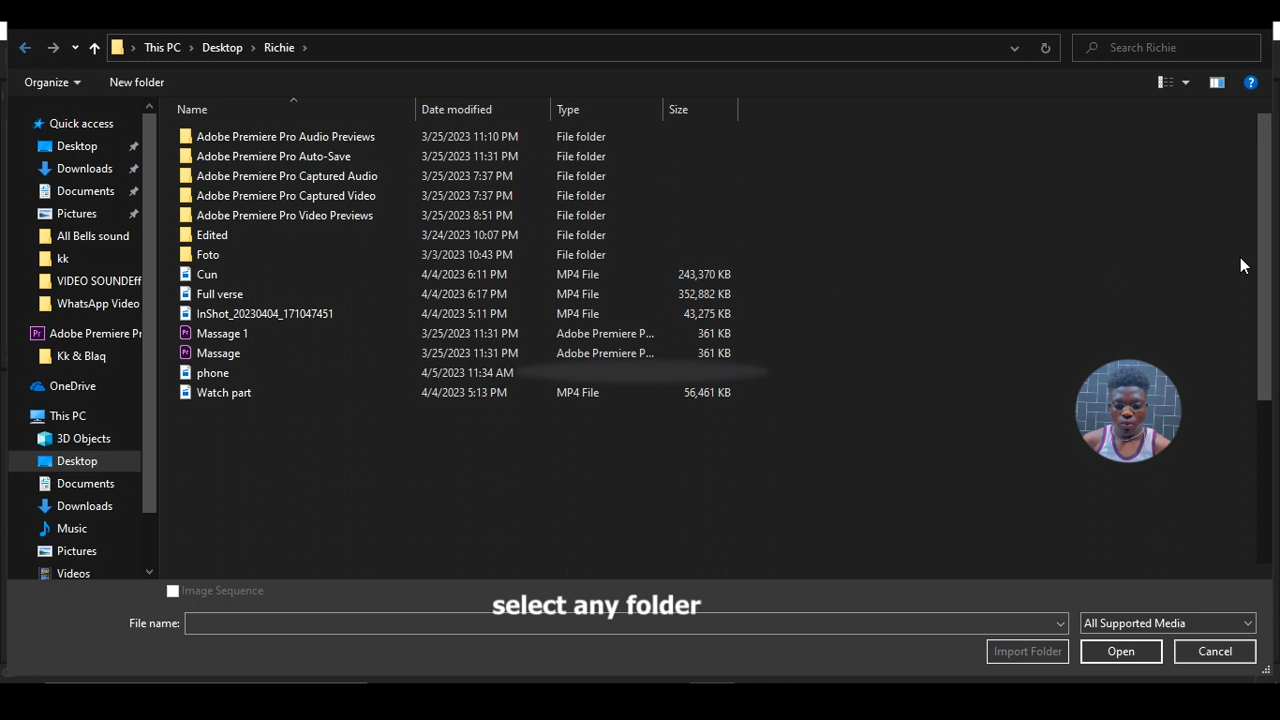 This PC > Desktop > Richie >
Search Richie
Organize
New folder
Name Date modified Type Size
Quick access
Desktop
Downloads
Documents
Pictures
All Bells sound
kk
VIDEO SOUNDEff
WhatsApp Video
Adobe Premiere Pr
Kk & Blaq
OneDrive
This PC
3D Objects
Desktop
Documents
Downloads
Music
Pictures
Videos
Adobe Premiere Pro Audio Previews 3/25/2023 11:10 PM File folder
Adobe Premiere Pro Auto-Save 3/25/2023 11:31 PM File folder
Adobe Premiere Pro Captured Audio 3/25/2023 7:37 PM File folder
Adobe Premiere Pro Captured Video 3/25/2023 7:37 PM File folder
Adobe Premiere Pro Video Previews 3/25/2023 8:51 PM File folder
Edited 3/24/2023 10:07 PM File folder
Foto 3/3/2023 10:43 PM File folder
Cun 4/4/2023 6:11 PM MP4 File 243,370 KB
Full verse 4/4/2023 6:17 PM MP4 File 352,882 KB
InShot_20230404_171047451 4/4/2023 5:11 PM MP4 File 43,275 KB
Massage 1 3/25/2023 11:31 PM Adobe Premiere P... 361 KB
Massage 3/25/2023 11:31 PM Adobe Premiere P... 361 KB
phone 4/5/2023 11:34 AM
Watch part 4/4/2023 5:13 PM MP4 File 56,461 KB
Image Sequence
select any folder
File name:
All Supported Media
Import Folder
Open
Cancel